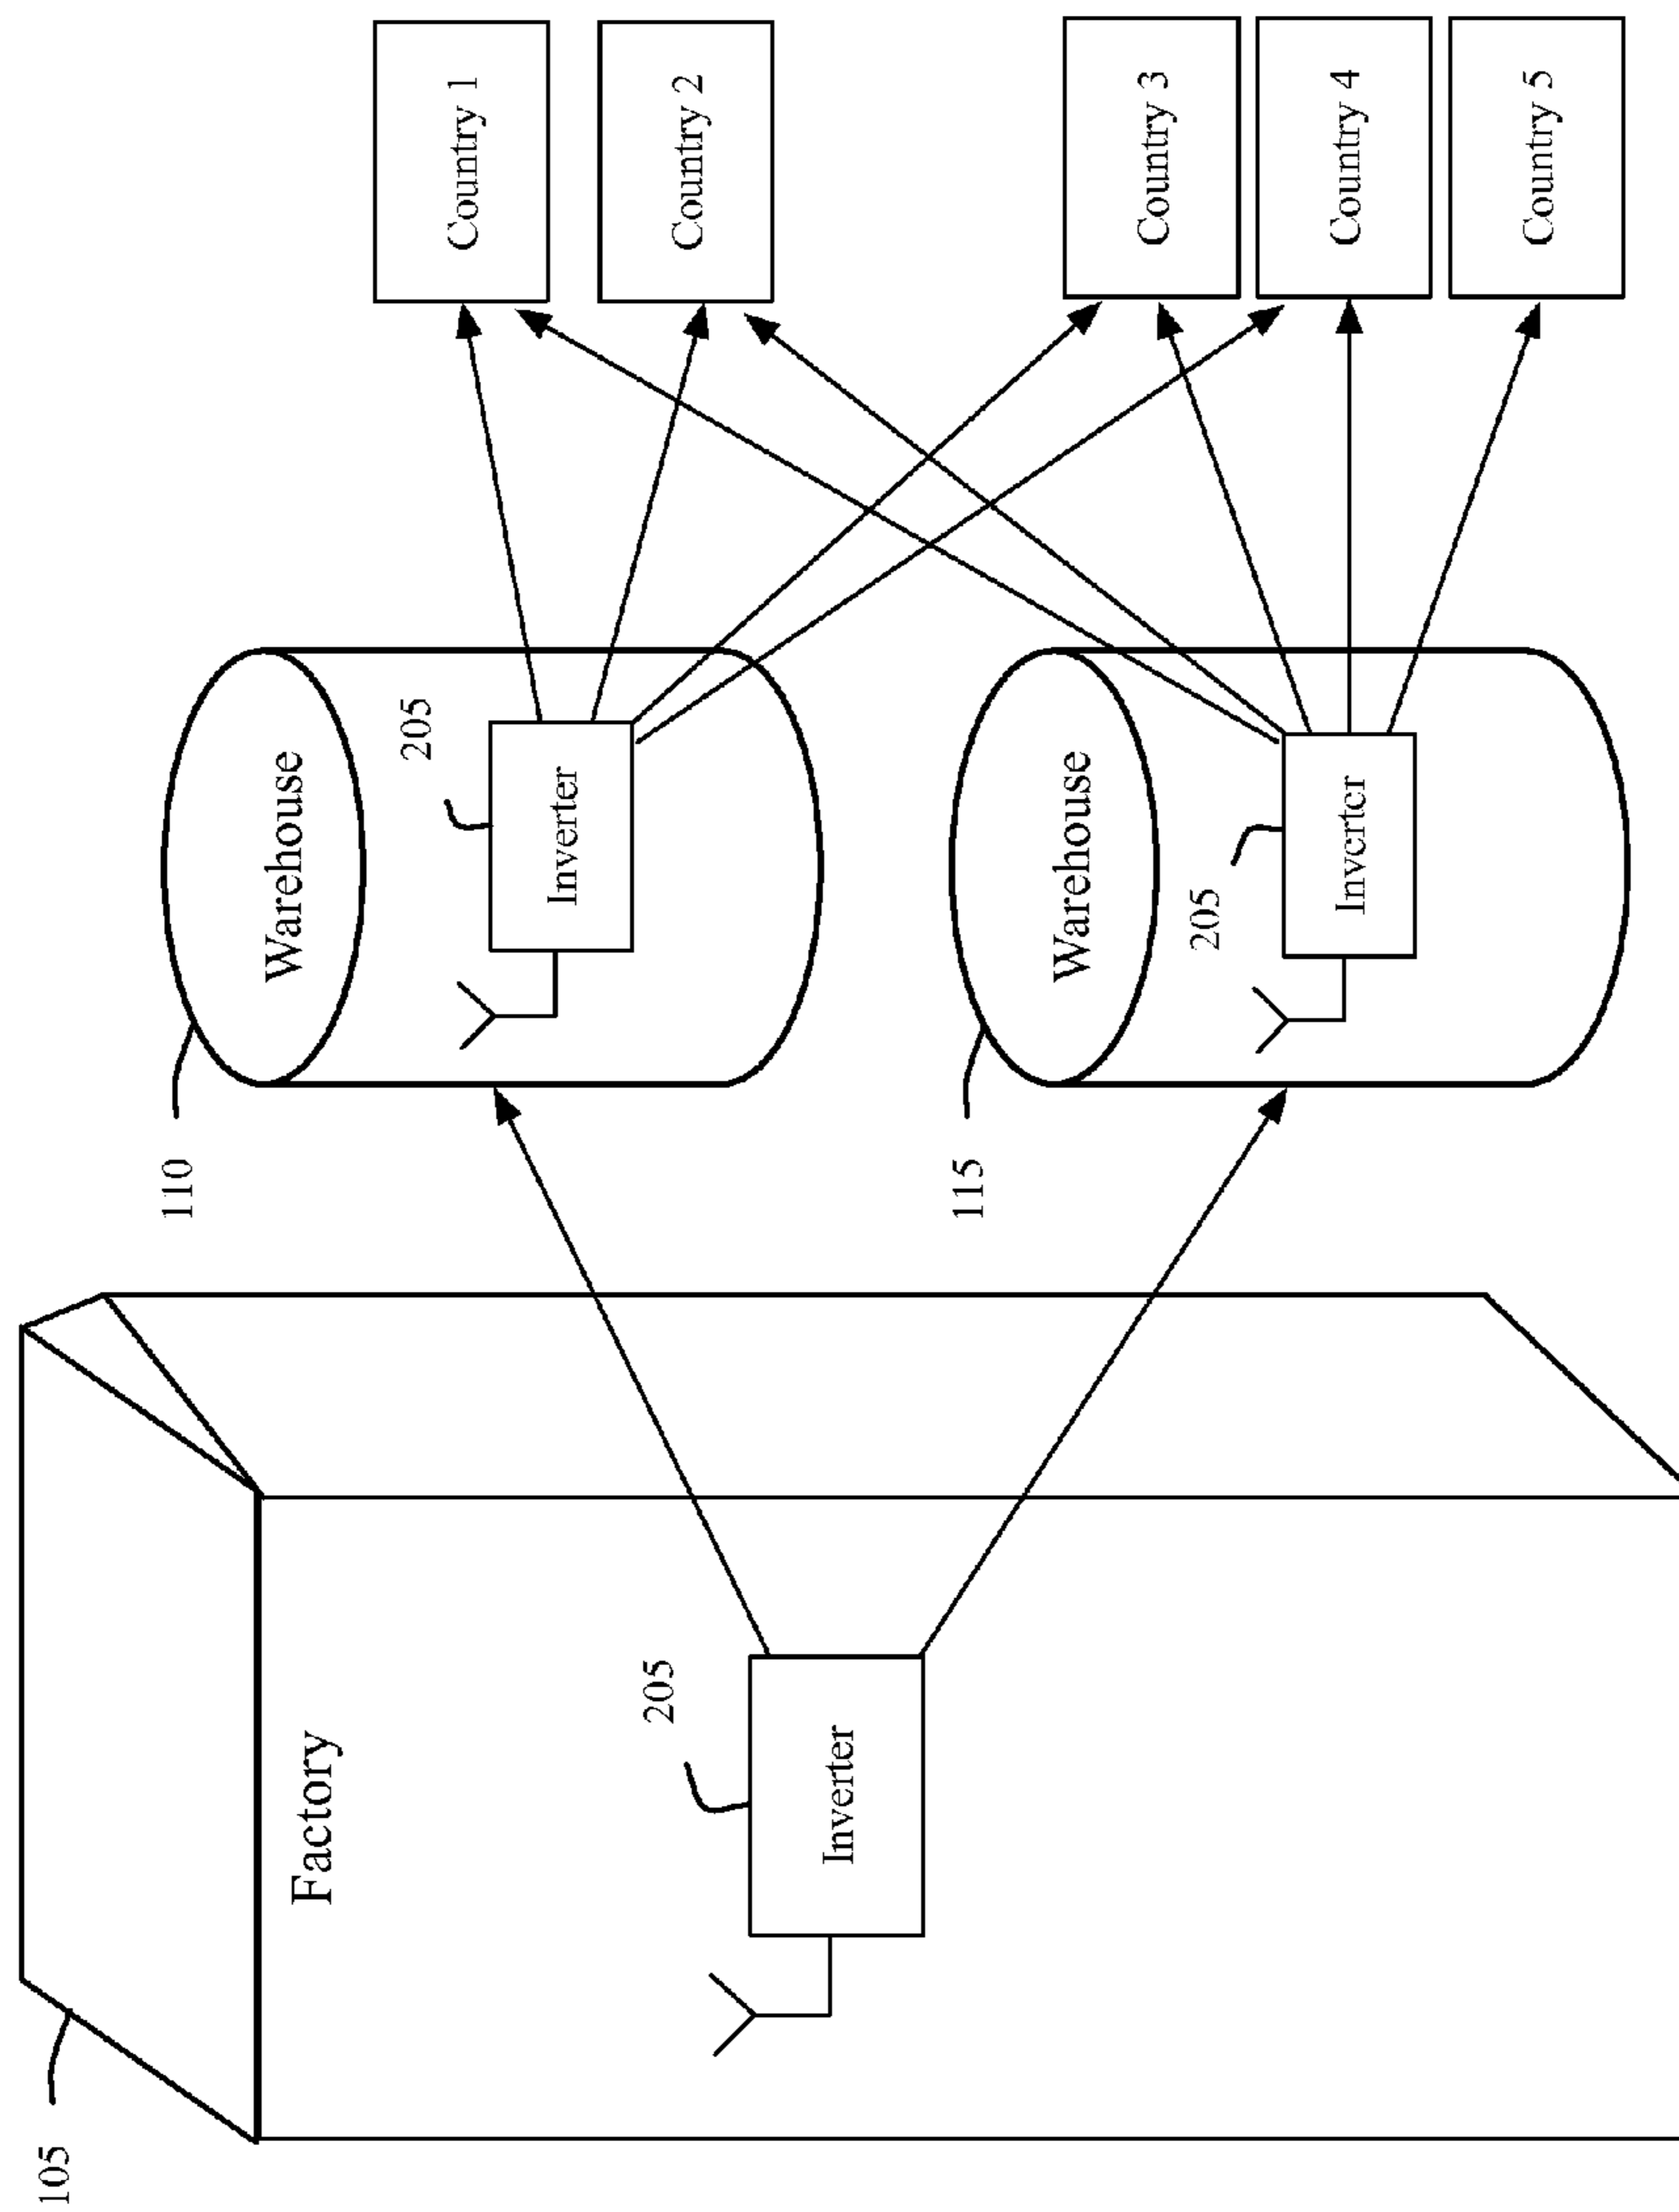 105
Factory
205
Inverter
110
Warehouse
205
Inverter
115
Warehouse
205
Inverter
Country 1
Country 2
Country 3
Country 4
Country 5